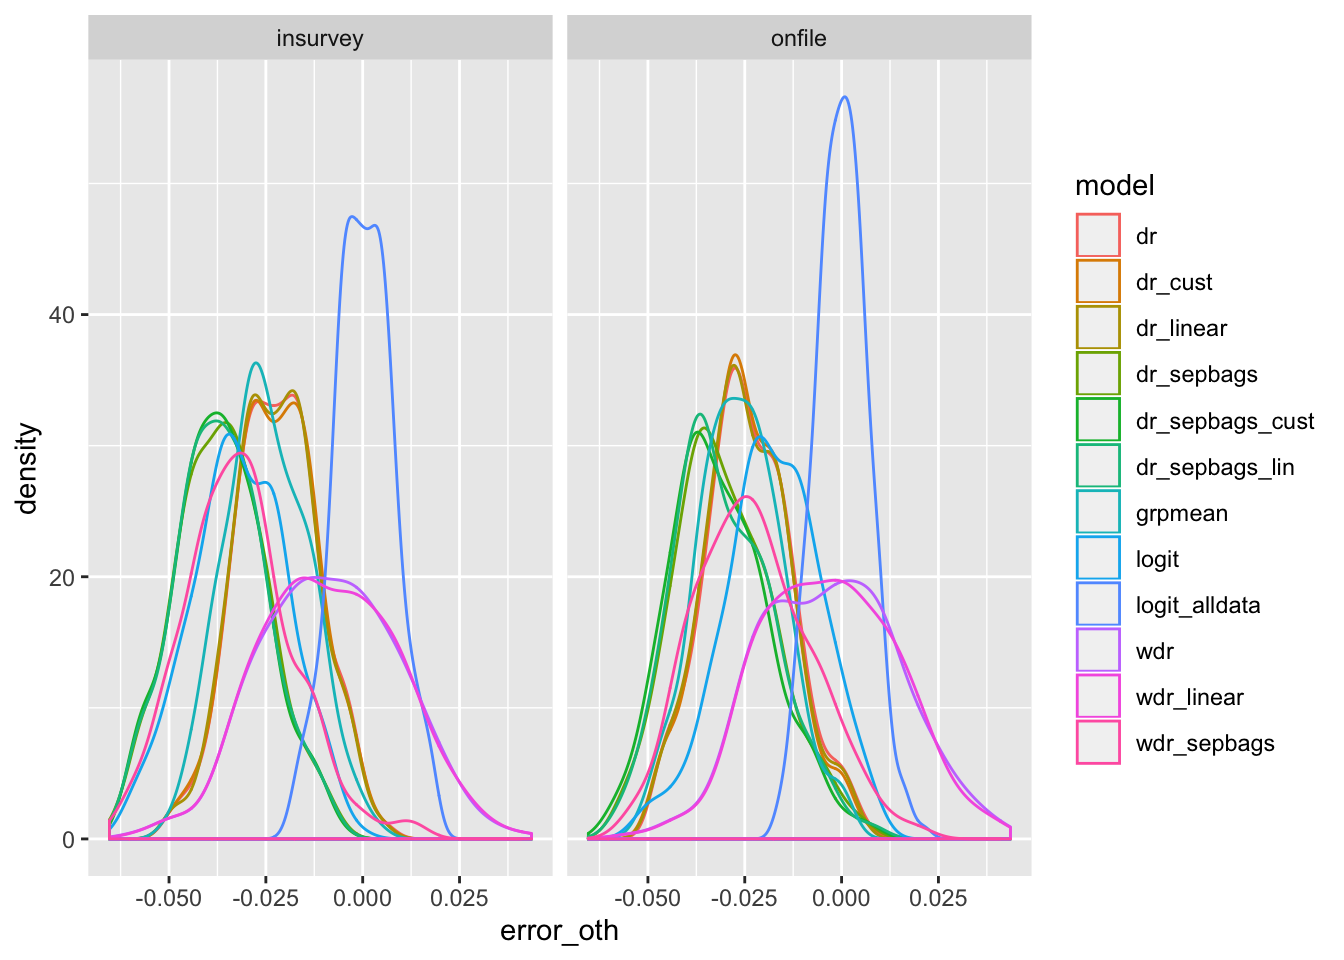 insurvey
onfile
40
20
0
density
-0.050 -0.025 0.000 0.025
-0.050 -0.025 0.000 0.025
error_oth
model
dr
dr_cust
dr_linear
dr_sepbags
dr_sepbags_cust
dr_sepbags_lin
grpmean
logit
logit_alldata
wdr
wdr_linear
wdr_sepbags